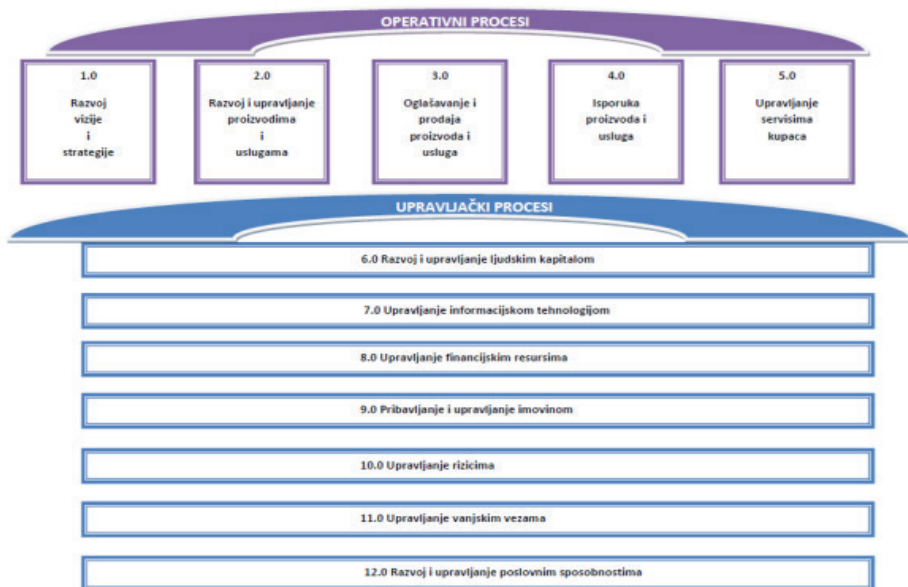 OPERATIVNI PROCESI
1.0
Razvoj
vizije
i
strategije
2.0
Razvoj i upravljanje
proizvodima
i
uslugama
3.0
Oglašavanje i
prodaja
proizvoda i
usluga
4.0
Isporuka
proizvoda i
usluga
5.0
Upravljanje
servisima
kupaca
UPRAVLJAČKI PROCESI
6.0 Razvoj i upravljanje ljudskim kapitalom
7.0 Upravljanje informacijskom tehnologijom
8.0 Upravljanje financijskim resursima
9.0 Pribavljanje i upravljanje imovinom
10.0 Upravljanje rizicima
11.0 Upravljanje vanjskim vezama
12.0 Razvoj i upravljanje poslovnim sposobnostima